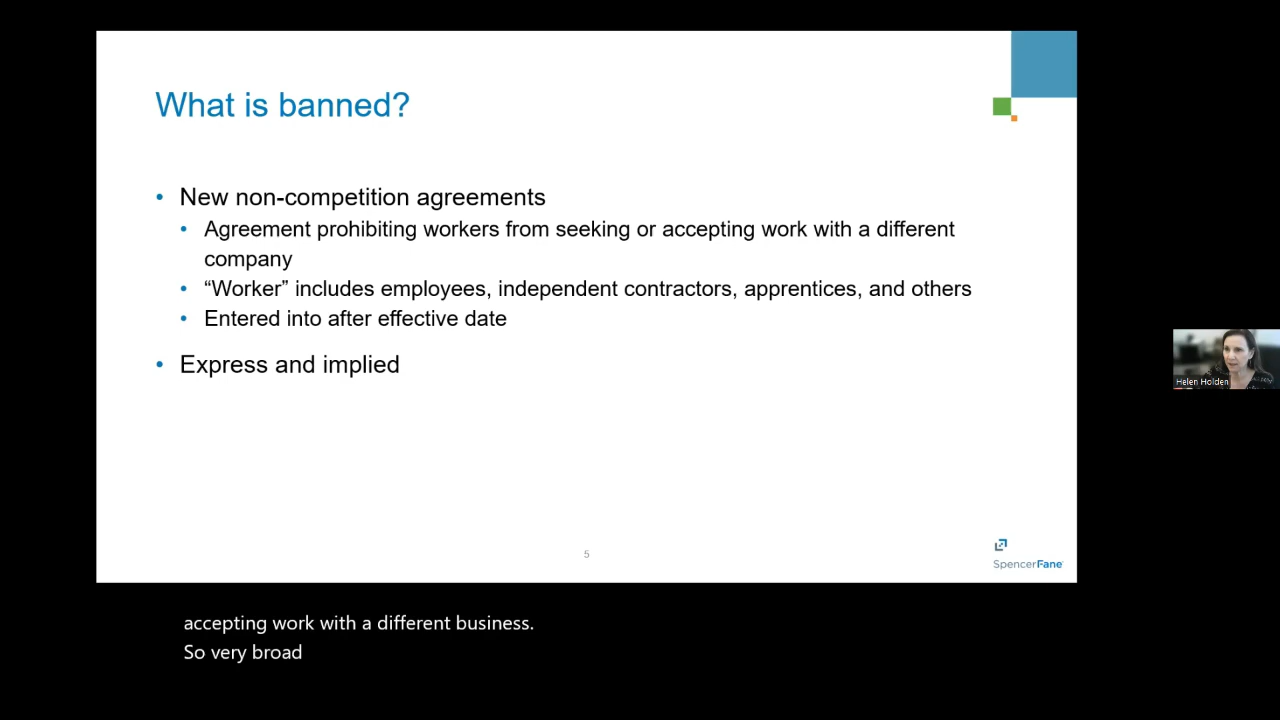 What is banned?
• New non-competition agreements
• Agreement prohibiting workers from seeking or accepting work with a different
company
• “Worker” includes employees, independent contractors, apprentices, and others
• Entered into after effective date
• Express and implied
Helen Holden
5
SpencerFane
accepting work with a different business.
So very broad